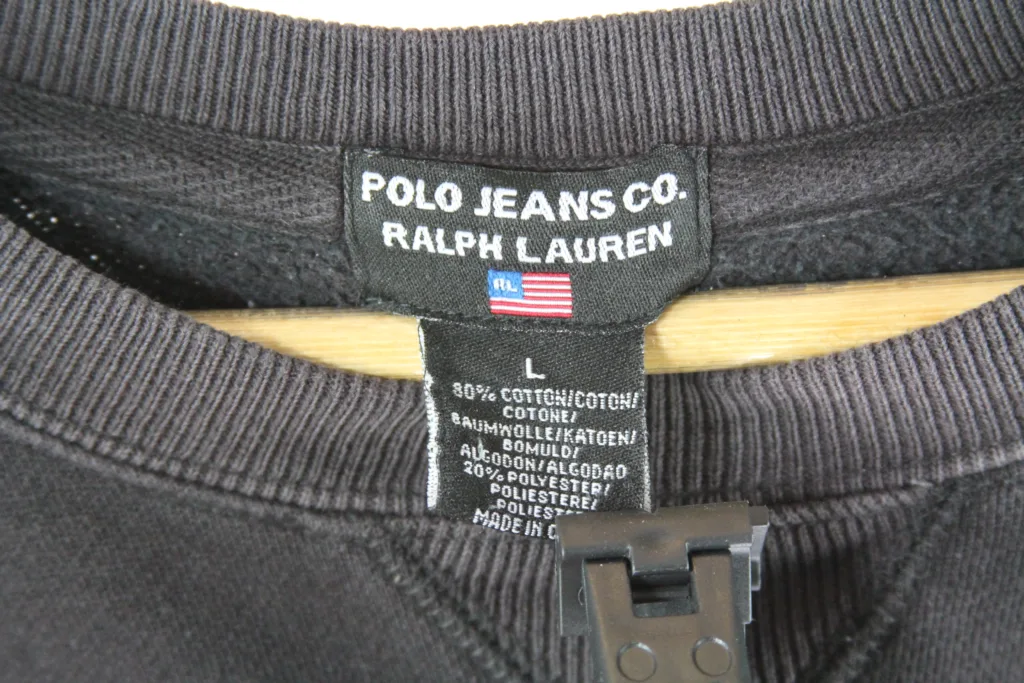 POLO JEANS CO.
RALPH LAUREN
RL
L
80% COTTON/COTON/
COTONE/
BAUMWOLLE/KATOEN/
BOMULD/
ALGODON/ALGODAO
20% POLYESTER/
POLIESTERE/
MADE IN